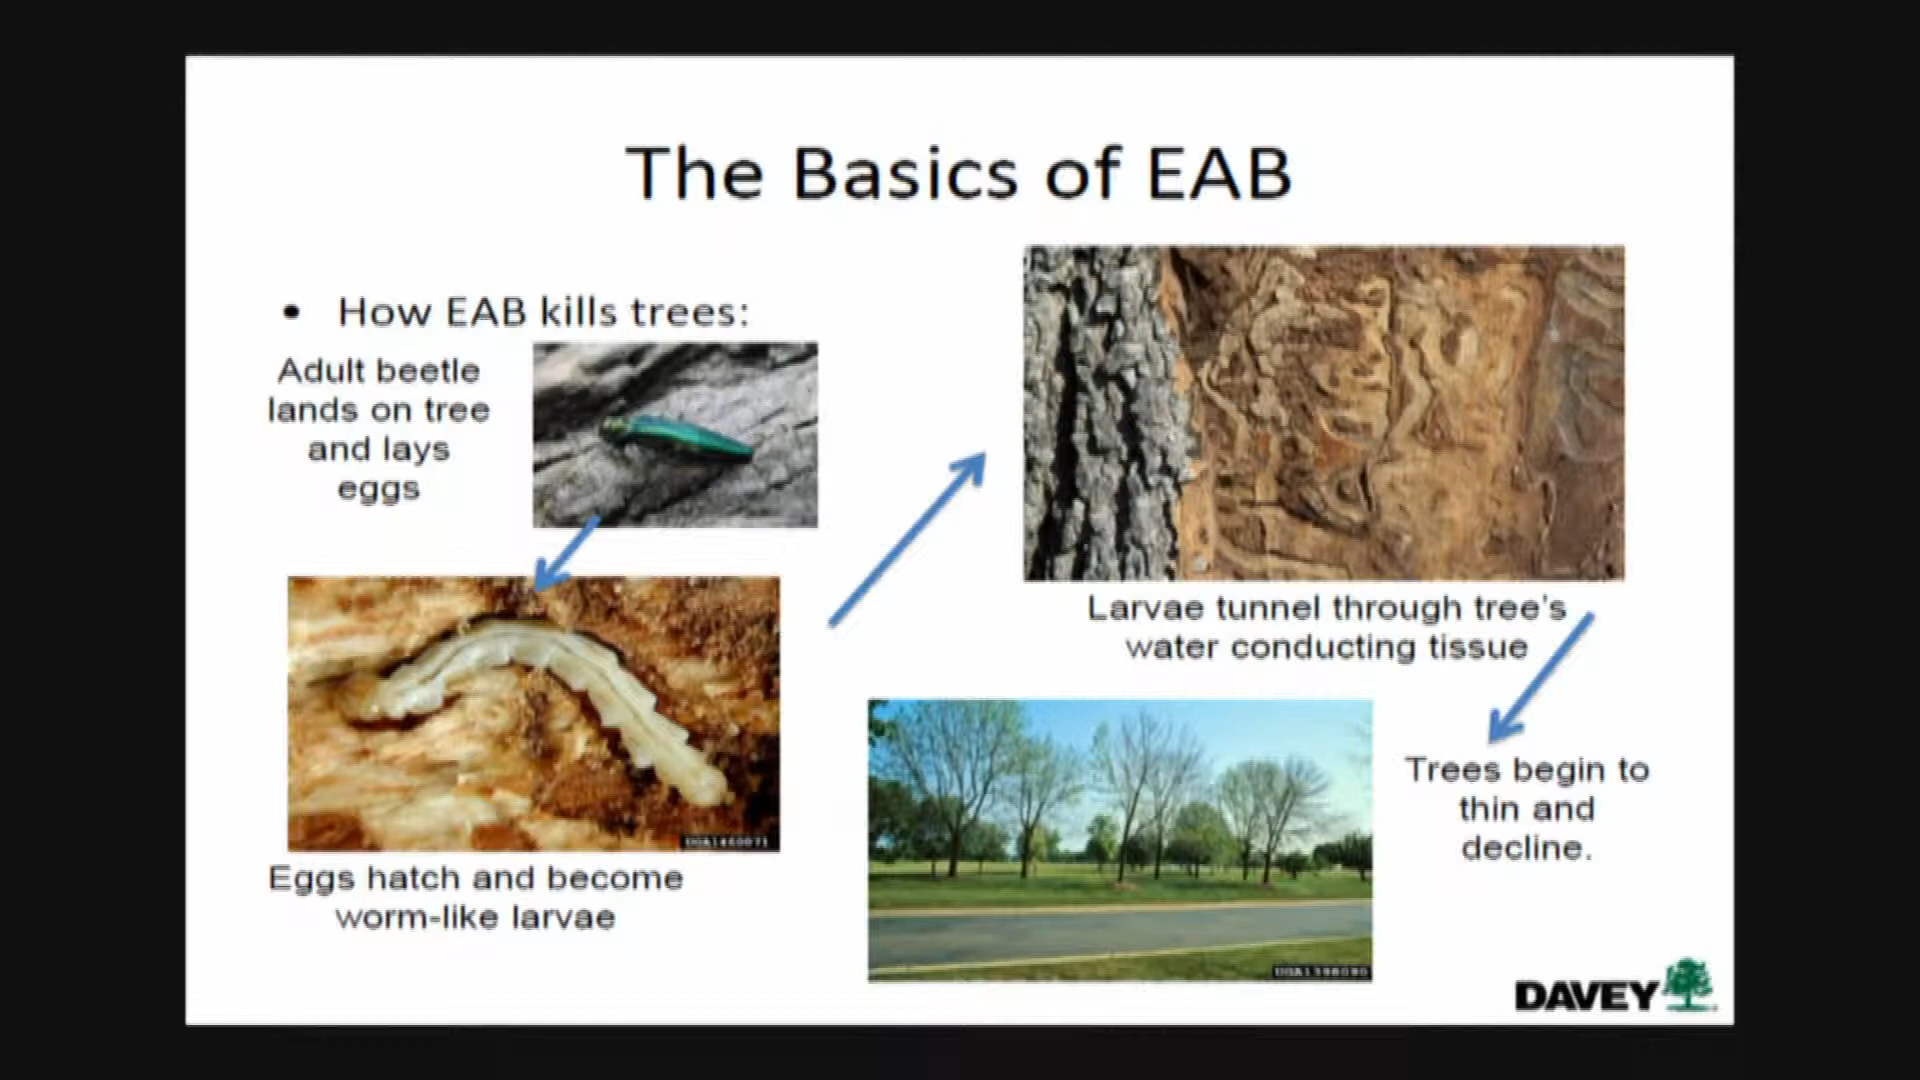 The Basics of EAB
• How EAB kills trees:
Adult beetle
lands on tree
and lays
eggs
Eggs hatch and become
worm-like larvae
Larvae tunnel through tree's
water conducting tissue
Trees begin to
thin and
decline.
DAVEY